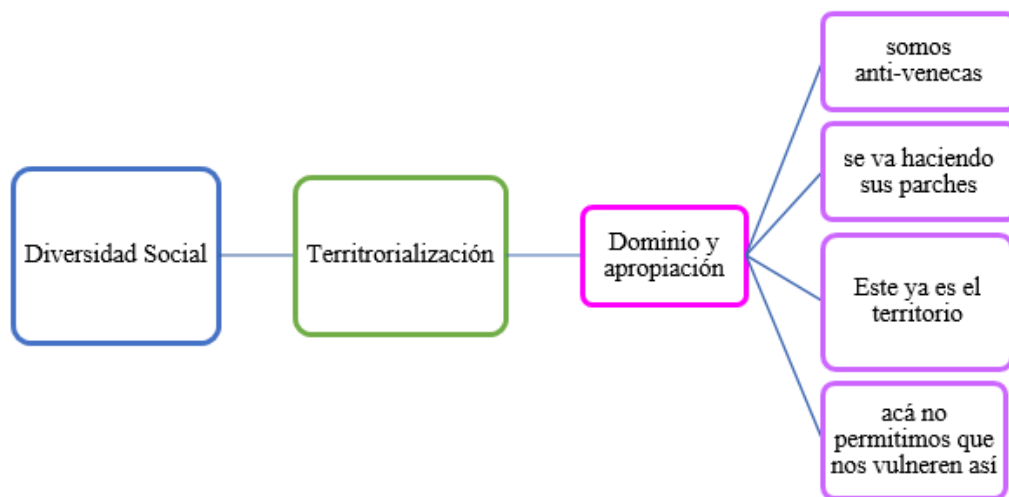 Diversidad Social
Territrorialización
Dominio y
apropiación
somos
anti-venecas
se va haciendo
sus parches
Este ya es el
territorio
acá no
permitimos que
nos vulneren así